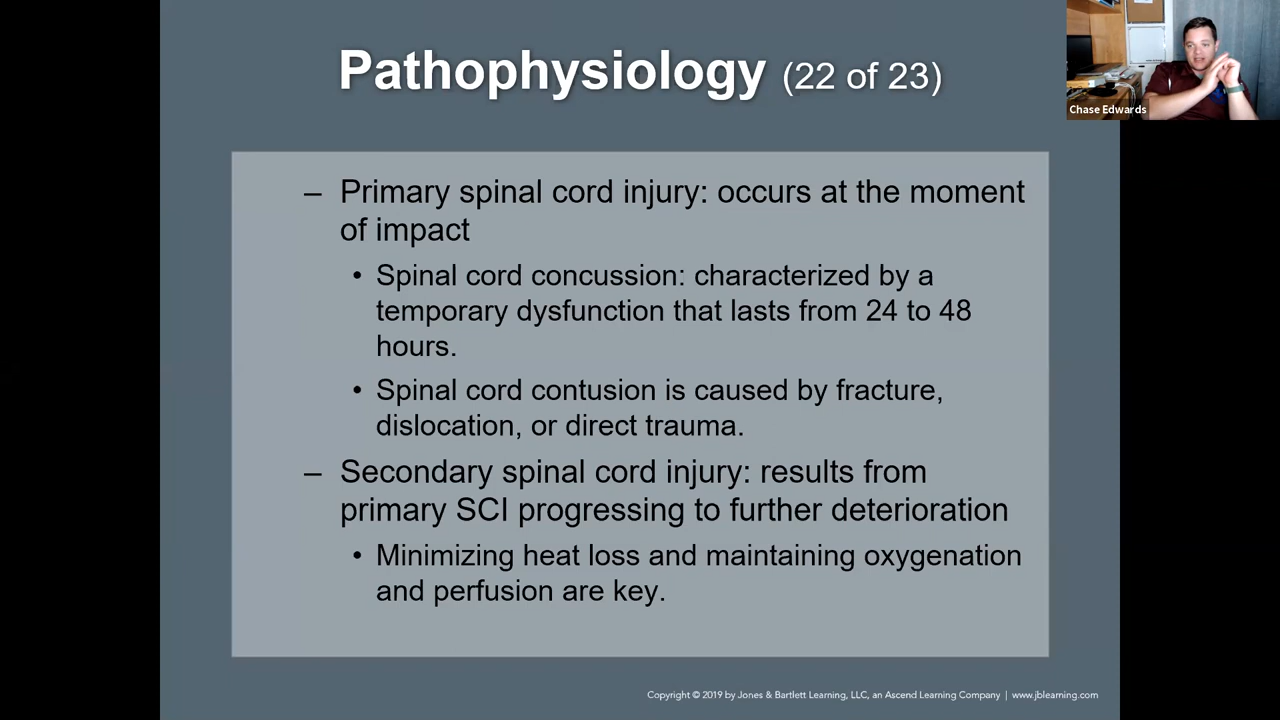 Pathophysiology (22 of 23)
Chase Edwards
– Primary spinal cord injury: occurs at the moment
of impact
• Spinal cord concussion: characterized by a
temporary dysfunction that lasts from 24 to 48
hours.
• Spinal cord contusion is caused by fracture,
dislocation, or direct trauma.
– Secondary spinal cord injury: results from
primary SCI progressing to further deterioration
• Minimizing heat loss and maintaining oxygenation
and perfusion are key.
Copyright © 2019 by Jones & Bartlett Learning, LLC, an Ascend Learning Company | www.jblearning.com